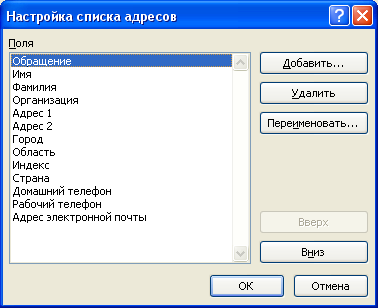 Настройка списка адресов
Поля
Обращение
Имя
Фамилия
Организация
Адрес 1
Адрес 2
Город
Область
Индекс
Страна
Домашний телефон
Рабочий телефон
Адрес электронной почты
Добавить...
Удалить
Переименовать...
Вверх
Вниз
ОК
Отмена